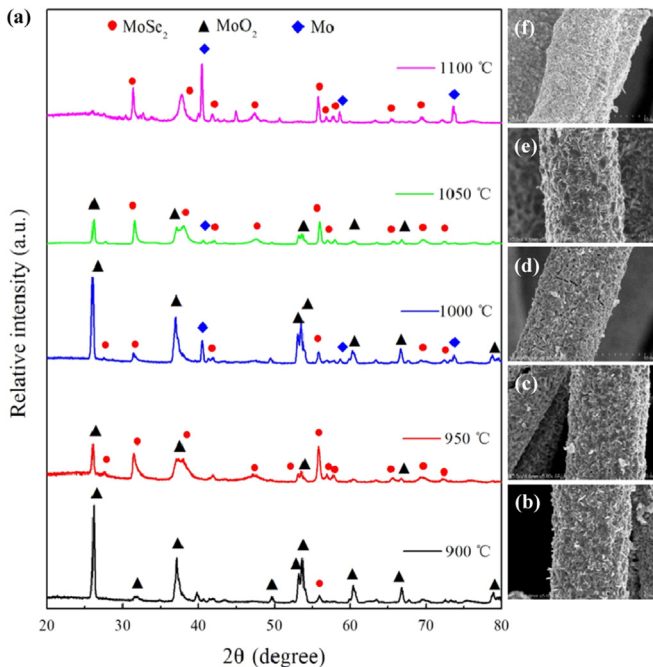 (a)
MoSe₂ MoO₂ Mo
1100 ℃
1050 ℃
1000 ℃
950 ℃
900 ℃
Relative intensity (a.u.)
20 30 40 50 60 70 80
2θ (degree)
(f)
(e)
(d)
(c)
(b)